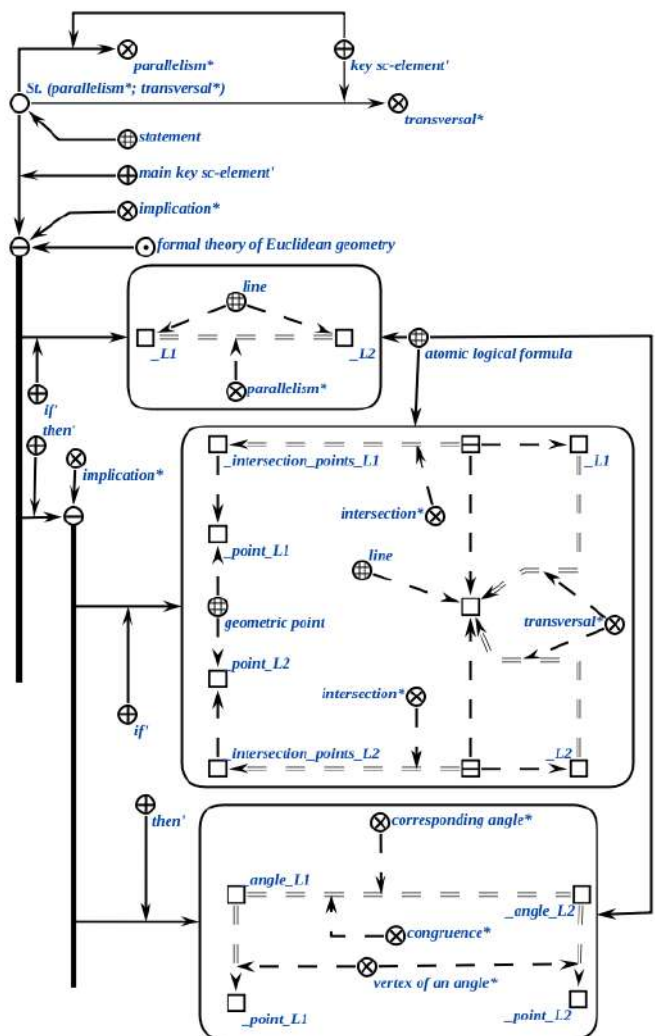 parallelism*
key sc-element'
St. (parallelism*; transversal*)
transversal*
statement
main key sc-element'
implication*
formal theory of Euclidean geometry
line
_L1
_L2
atomic logical formula
parallelism*
if'
then'
implication*
_intersection_points_L1
_L1
intersection*
_point_L1
line
geometric point
transversal*
_point_L2
intersection*
if'
_intersection_points_L2
_L2
then'
corresponding angle*
_angle_L1
_angle_L2
congruence*
vertex of an angle*
_point_L1
_point_L2